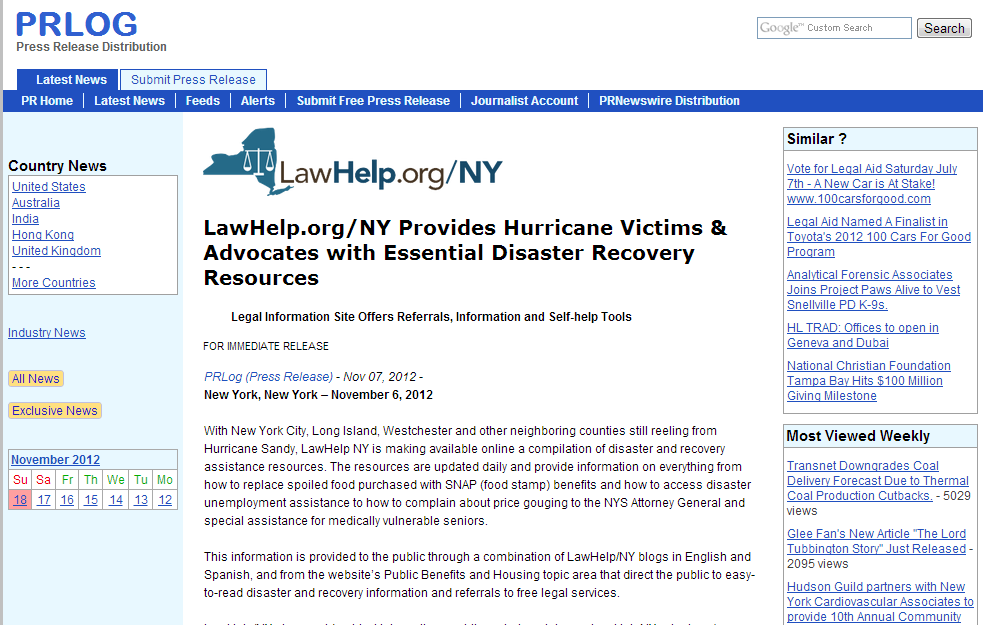 PRLOG
Press Release Distribution
Google™ Custom Search
Search
Latest News
Submit Press Release
PR Home
Latest News
Feeds
Alerts
Submit Free Press Release
Journalist Account
PRNewswire Distribution
Country News
United States
Australia
India
Hong Kong
United Kingdom
- - -
More Countries
Industry News
All News
Exclusive News
November 2012
Su Sa Fr Th We Tu Mo
18 17 16 15 14 13 12
LawHelp.org/NY
LawHelp.org/NY Provides Hurricane Victims &
Advocates with Essential Disaster Recovery
Resources
Legal Information Site Offers Referrals, Information and Self-help Tools
FOR IMMEDIATE RELEASE
PRLog (Press Release) - Nov 07, 2012 -
New York, New York – November 6, 2012
With New York City, Long Island, Westchester and other neighboring counties still reeling from
Hurricane Sandy, LawHelp NY is making available online a compilation of disaster and recovery
assistance resources. The resources are updated daily and provide information on everything from
how to replace spoiled food purchased with SNAP (food stamp) benefits and how to access disaster
unemployment assistance to how to complain about price gouging to the NYS Attorney General and
special assistance for medically vulnerable seniors.
This information is provided to the public through a combination of LawHelp/NY blogs in English and
Spanish, and from the website's Public Benefits and Housing topic area that direct the public to easy-
to-read disaster and recovery information and referrals to free legal services.
Similar ?
Vote for Legal Aid Saturday July
7th - A New Car is At Stake!
www.100carsforgood.com
Legal Aid Named A Finalist in
Toyota's 2012 100 Cars For Good
Program
Analytical Forensic Associates
Joins Project Paws Alive to Vest
Snellville PD K-9s.
HL TRAD: Offices to open in
Geneva and Dubai
National Christian Foundation
Tampa Bay Hits $100 Million
Giving Milestone
Most Viewed Weekly
Transnet Downgrades Coal
Delivery Forecast Due to Thermal
Coal Production Cutbacks. - 5029
views
Glee Fan's New Article "The Lord
Tubbington Story" Just Released -
2095 views
Hudson Guild partners with New
York Cardiovascular Associates to
provide 10th Annual Community